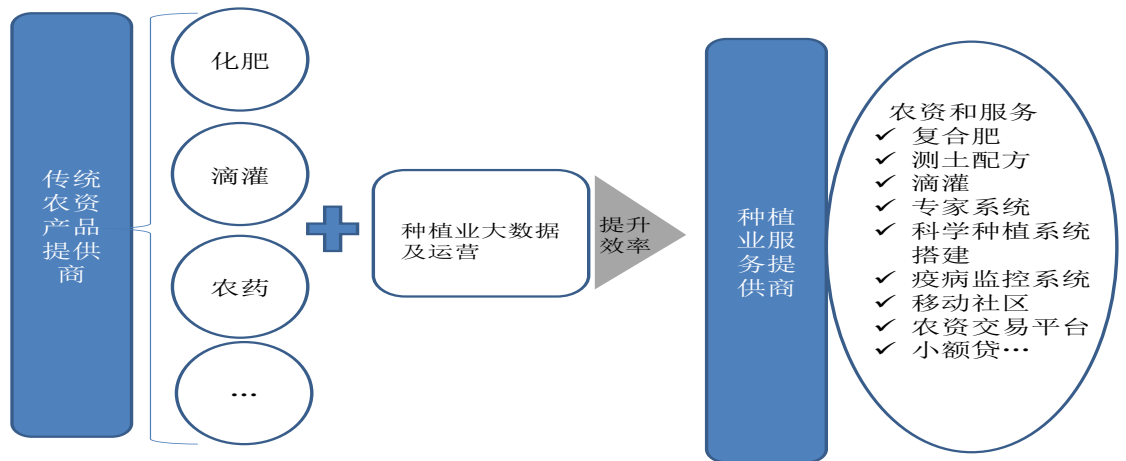 传统
农资
产品
提供
商
化肥
滴灌
农药
…
种植业大数据
及运营
提升
效率
种植
业服
务提
供商
农资和服务
✓ 复合肥
✓ 测土配方
✓ 滴灌
✓ 专家系统
✓ 科学种植系统
搭建
✓ 疫病监控系统
✓ 移动社区
✓ 农资交易平台
✓ 小额贷…